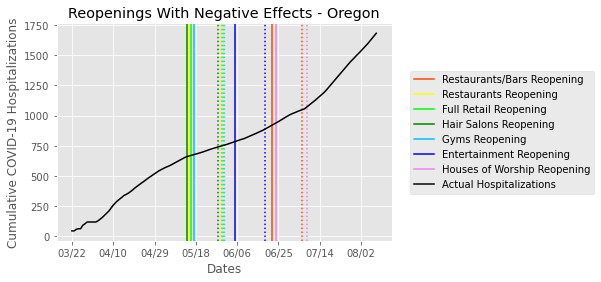 Reopenings With Negative Effects - Oregon
Cumulative COVID-19 Hospitalizations
1750
1500
1250
1000
750
500
250
0
03/22 04/10 04/29 05/18 06/06 06/25 07/14 08/02
Dates
Restaurants/Bars Reopening
Restaurants Reopening
Full Retail Reopening
Hair Salons Reopening
Gyms Reopening
Entertainment Reopening
Houses of Worship Reopening
Actual Hospitalizations